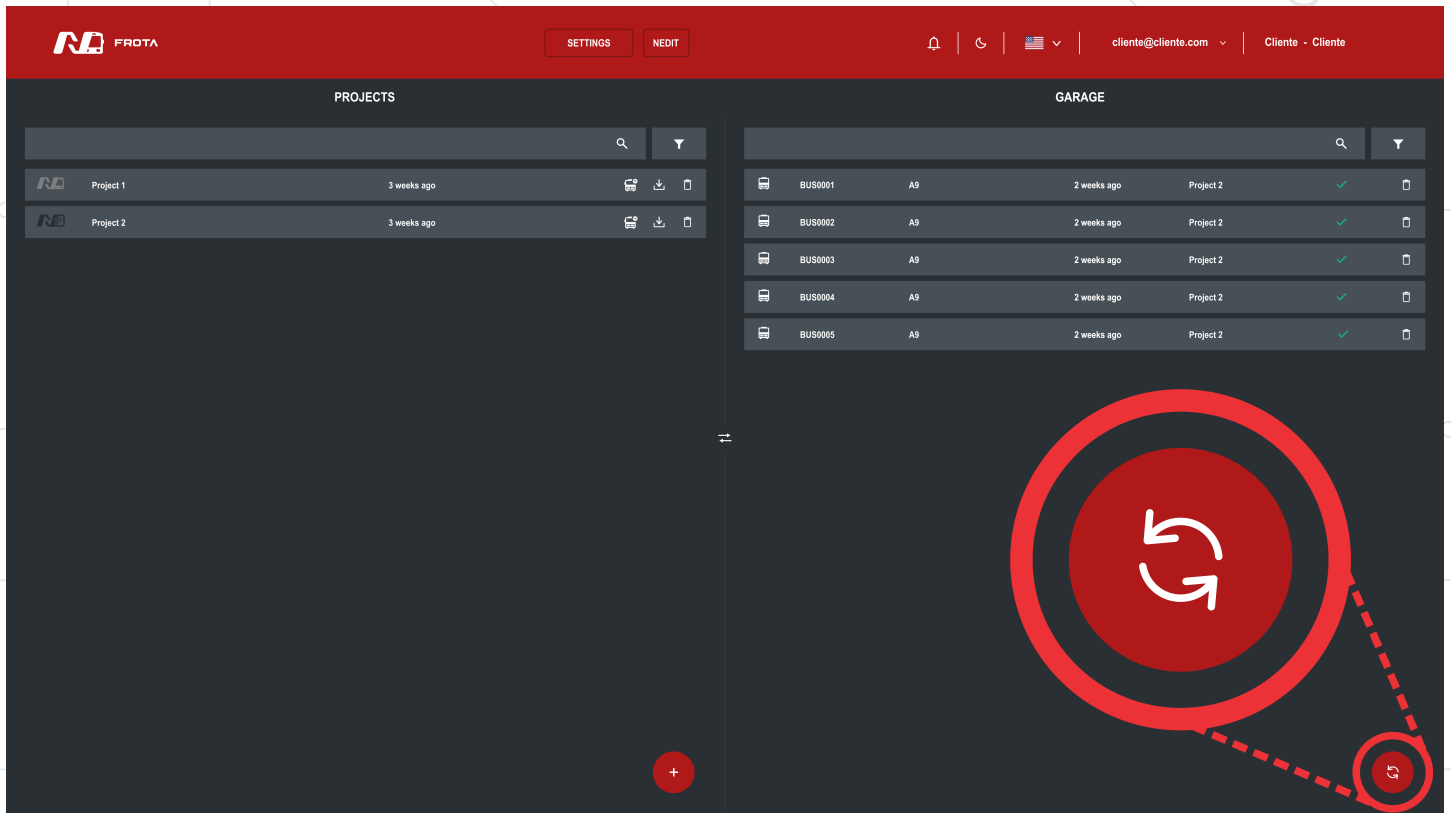 FROTA
SETTINGS NEDIT
cliente@cliente.com Cliente - Cliente
PROJECTS
Project 1 3 weeks ago
Project 2 3 weeks ago
GARAGE
BUS0001 A9 2 weeks ago Project 2
BUS0002 A9 2 weeks ago Project 2
BUS0003 A9 2 weeks ago Project 2
BUS0004 A9 2 weeks ago Project 2
BUS0005 A9 2 weeks ago Project 2